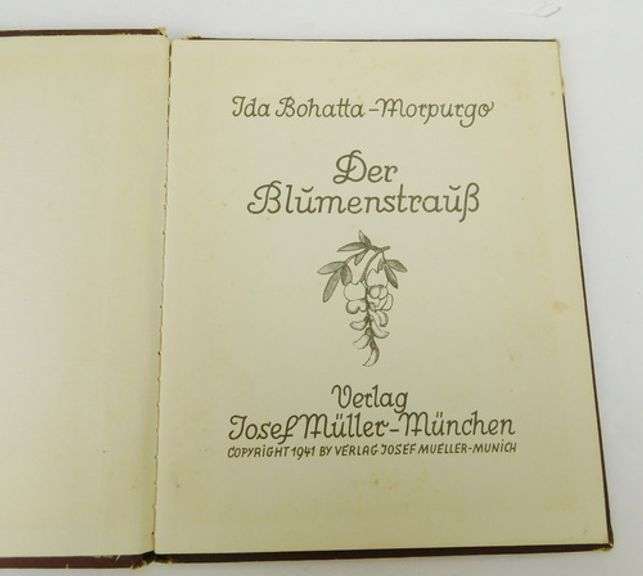 Ida Bohatta-Morpurgo
Der
Blumenstrauß
Verlag
Josef Müller-München
COPYRIGHT 1941 BY VERLAG JOSEF MUELLER-MUNICH